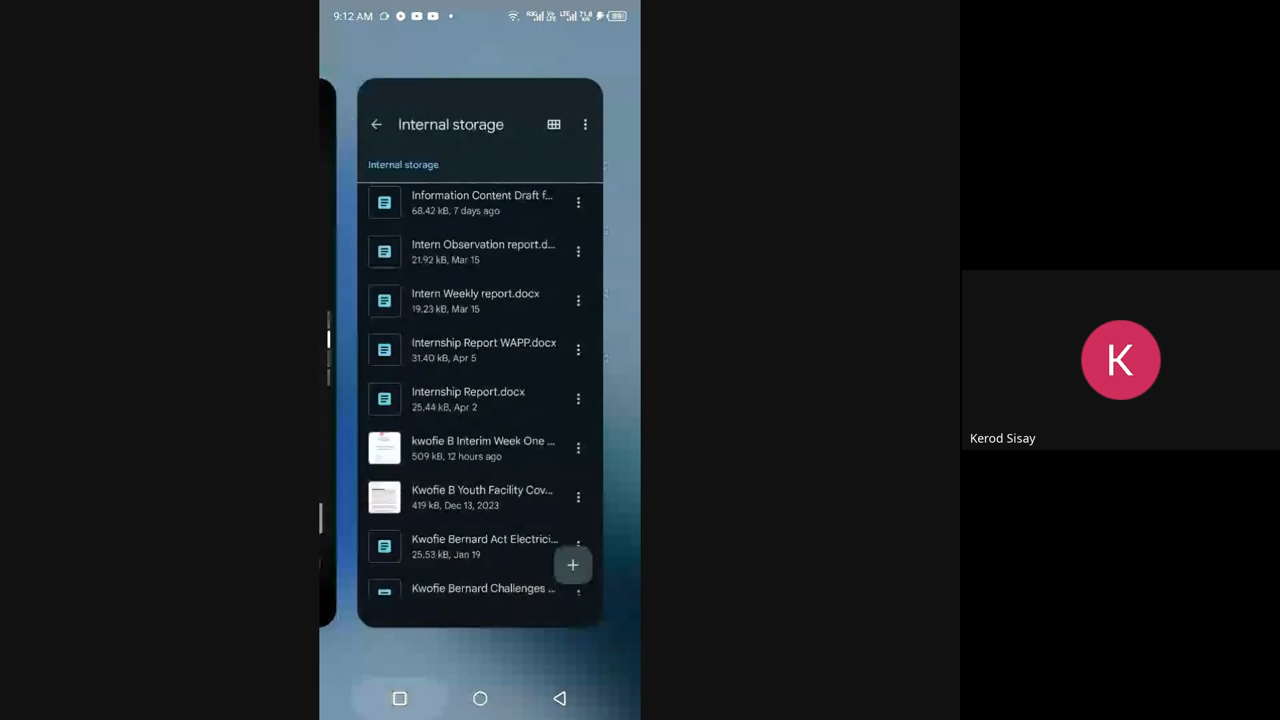 9:12 AM
Internal storage
Internal storage
Information Content Draft f...
68.42 kB, 7 days ago
Intern Observation report.d...
21.92 kB, Mar 15
Intern Weekly report.docx
19.23 kB, Mar 15
Internship Report WAPP.docx
31.40 kB, Apr 5
Internship Report.docx
25.44 kB, Apr 2
kwofie B Interim Week One ...
509 kB, 12 hours ago
Kwofie B Youth Facility Cov...
419 kB, Dec 13, 2023
Kwofie Bernard Act Electrici...
25.53 kB, Jan 19
Kwofie Bernard Challenges ...
K
Kerod Sisay